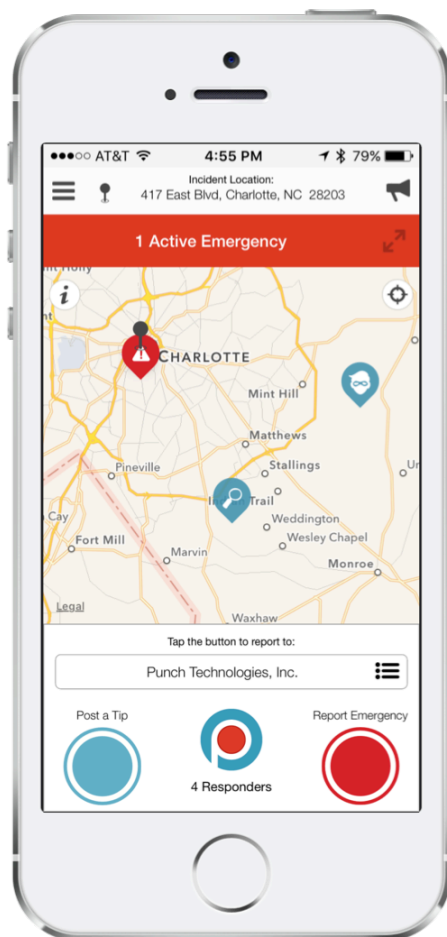 AT&T 4:55 PM 79%
Incident Location:
417 East Blvd, Charlotte, NC 28203
1 Active Emergency
i
CHARLOTTE
Mint Hill
Matthews
Pineville
Stallings
Trail
Weddington
Wesley Chapel
Fort Mill
Marvin
Monroe
Legal
Waxhaw
Tap the button to report to:
Punch Technologies, Inc.
Post a Tip
Report Emergency
4 Responders